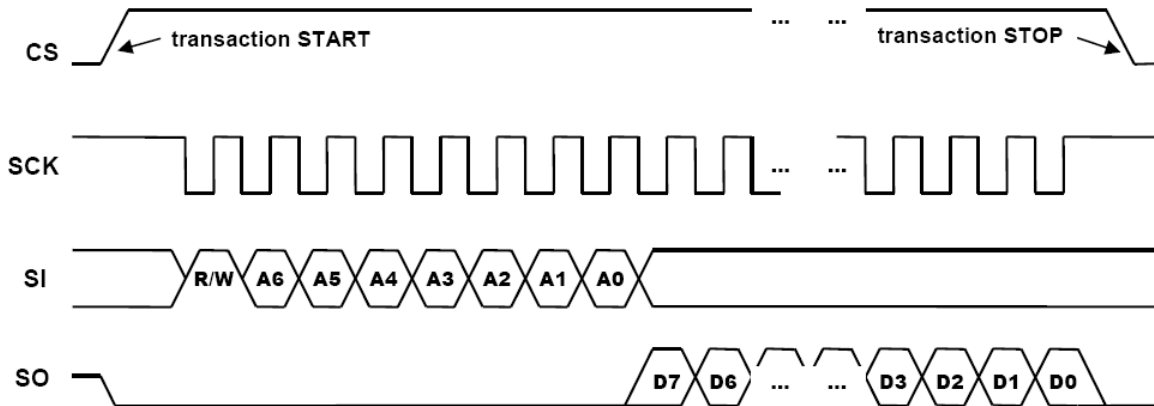 ... ...
CS transaction START transaction STOP
SCK ... ...
SI R/W A6 A5 A4 A3 A2 A1 A0
SO D7 D6 ... ... D3 D2 D1 D0